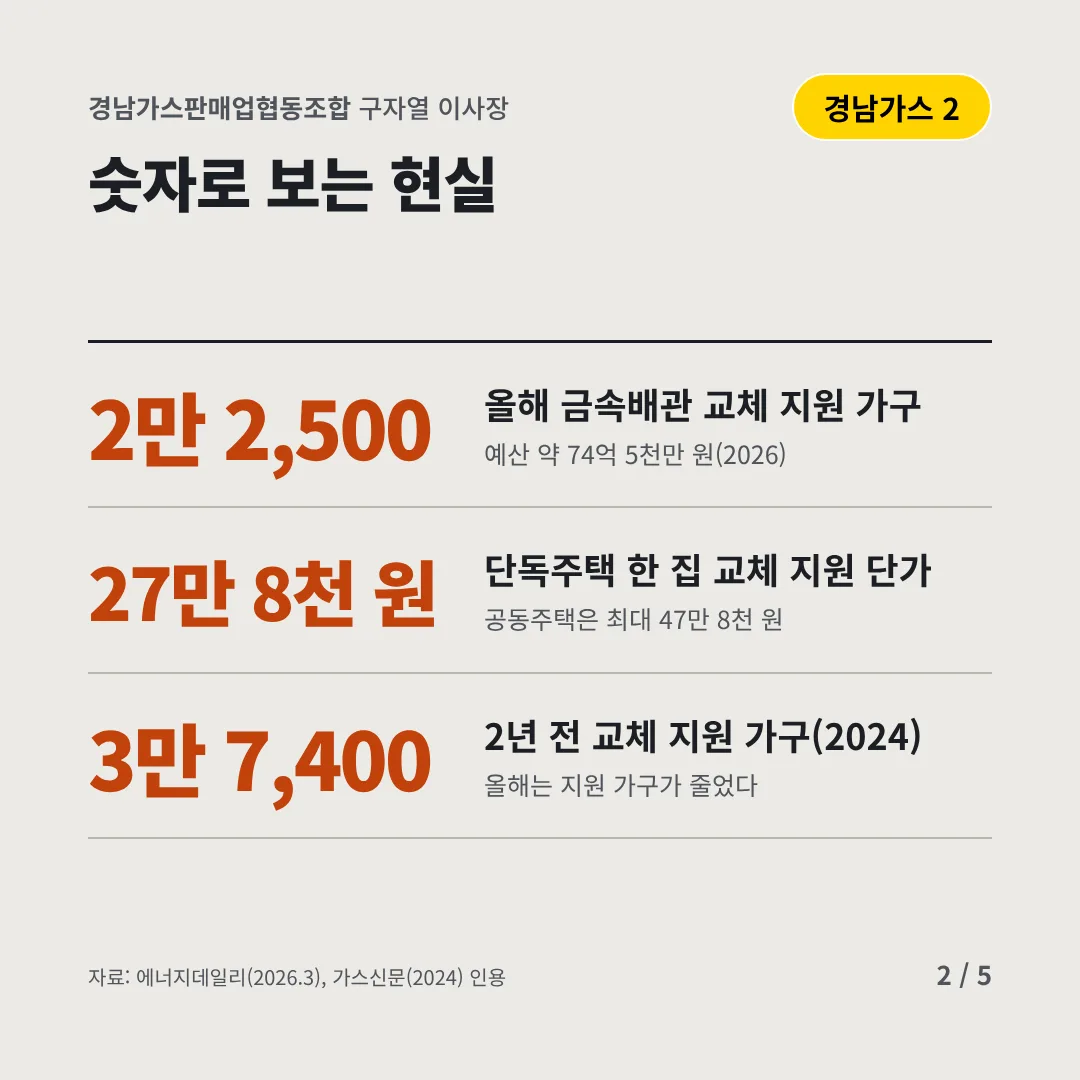 경남가스판매업협동조합 구자열 이사장
경남가스 2
숫자로 보는 현실
2만 2,500
올해 금속배관 교체 지원 가구
예산 약 74억 5천만 원(2026)
27만 8천 원
단독주택 한 집 교체 지원 단가
공동주택은 최대 47만 8천 원
3만 7,400
2년 전 교체 지원 가구(2024)
올해는 지원 가구가 줄었다
자료: 에너지데일리(2026.3), 가스신문(2024) 인용
2 / 5